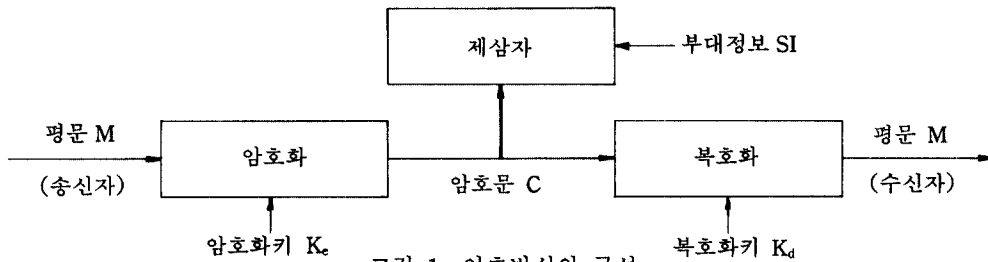 제삼자
부대정보 SI
평문 M
(송신자)
암호화
암호문 C
복호화
평문 M
(수신자)
암호화키 Ke
복호화키 Kd